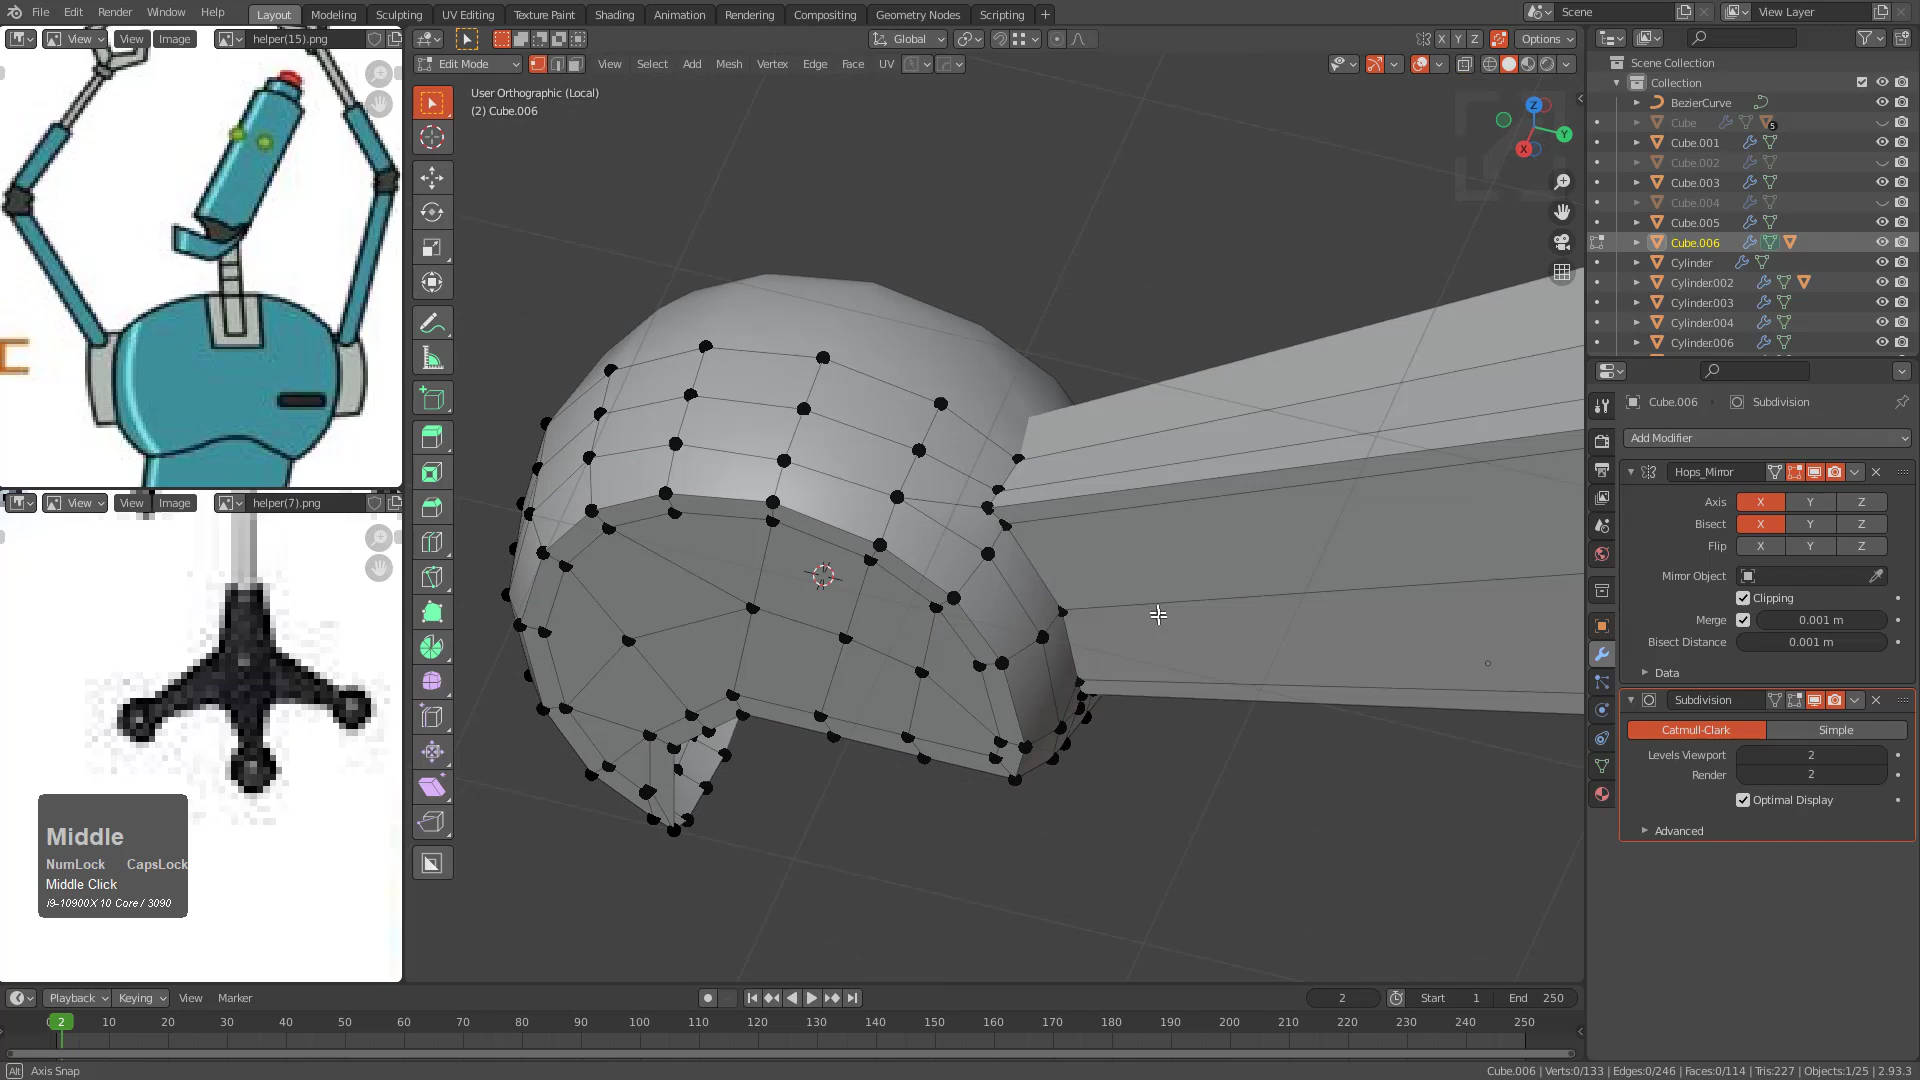 File Edit Render Window Help
Layout Modeling Sculpting UV Editing Texture Paint Shading Animation Rendering Compositing Geometry Nodes Scripting +
Scene
View Layer
View View Image helper(15).png
Global
X Y Z
Options
Edit Mode View Select Add Mesh Vertex Edge Face UV
User Orthographic (Local)
(2) Cube.006
Z
Y
X
Scene Collection
Collection
BezierCurve
Cube 5
Cube.001
Cube.002
Cube.003
Cube.004
Cube.005
Cube.006
Cylinder
Cylinder.002
Cylinder.003
Cylinder.004
Cylinder.006
Cube.006 Subdivision
Add Modifier
Hops_Mirror
Axis X Y Z
Bisect X Y Z
Flip X Y Z
Mirror Object
Clipping
Merge 0.001 m
Bisect Distance 0.001 m
Data
Subdivision
Catmull-Clark Simple
Levels Viewport 2
Render 2
Optimal Display
Advanced
View View Image helper(7).png
Middle
NumLock CapsLock
Middle Click
i9-10900X 10 Core / 3090
Playback Keying View Marker
2
Start 1
End 250
2 10 20 30 40 50 60 70 80 90 100 110 120 130 140 150 160 170 180 190 200 210 220 230 240 250
Alt Axis Snap
Cube.006 | Verts:0/133 | Edges:0/246 | Faces:0/114 | Tris:227 | Objects:1/25 | 2.93.3